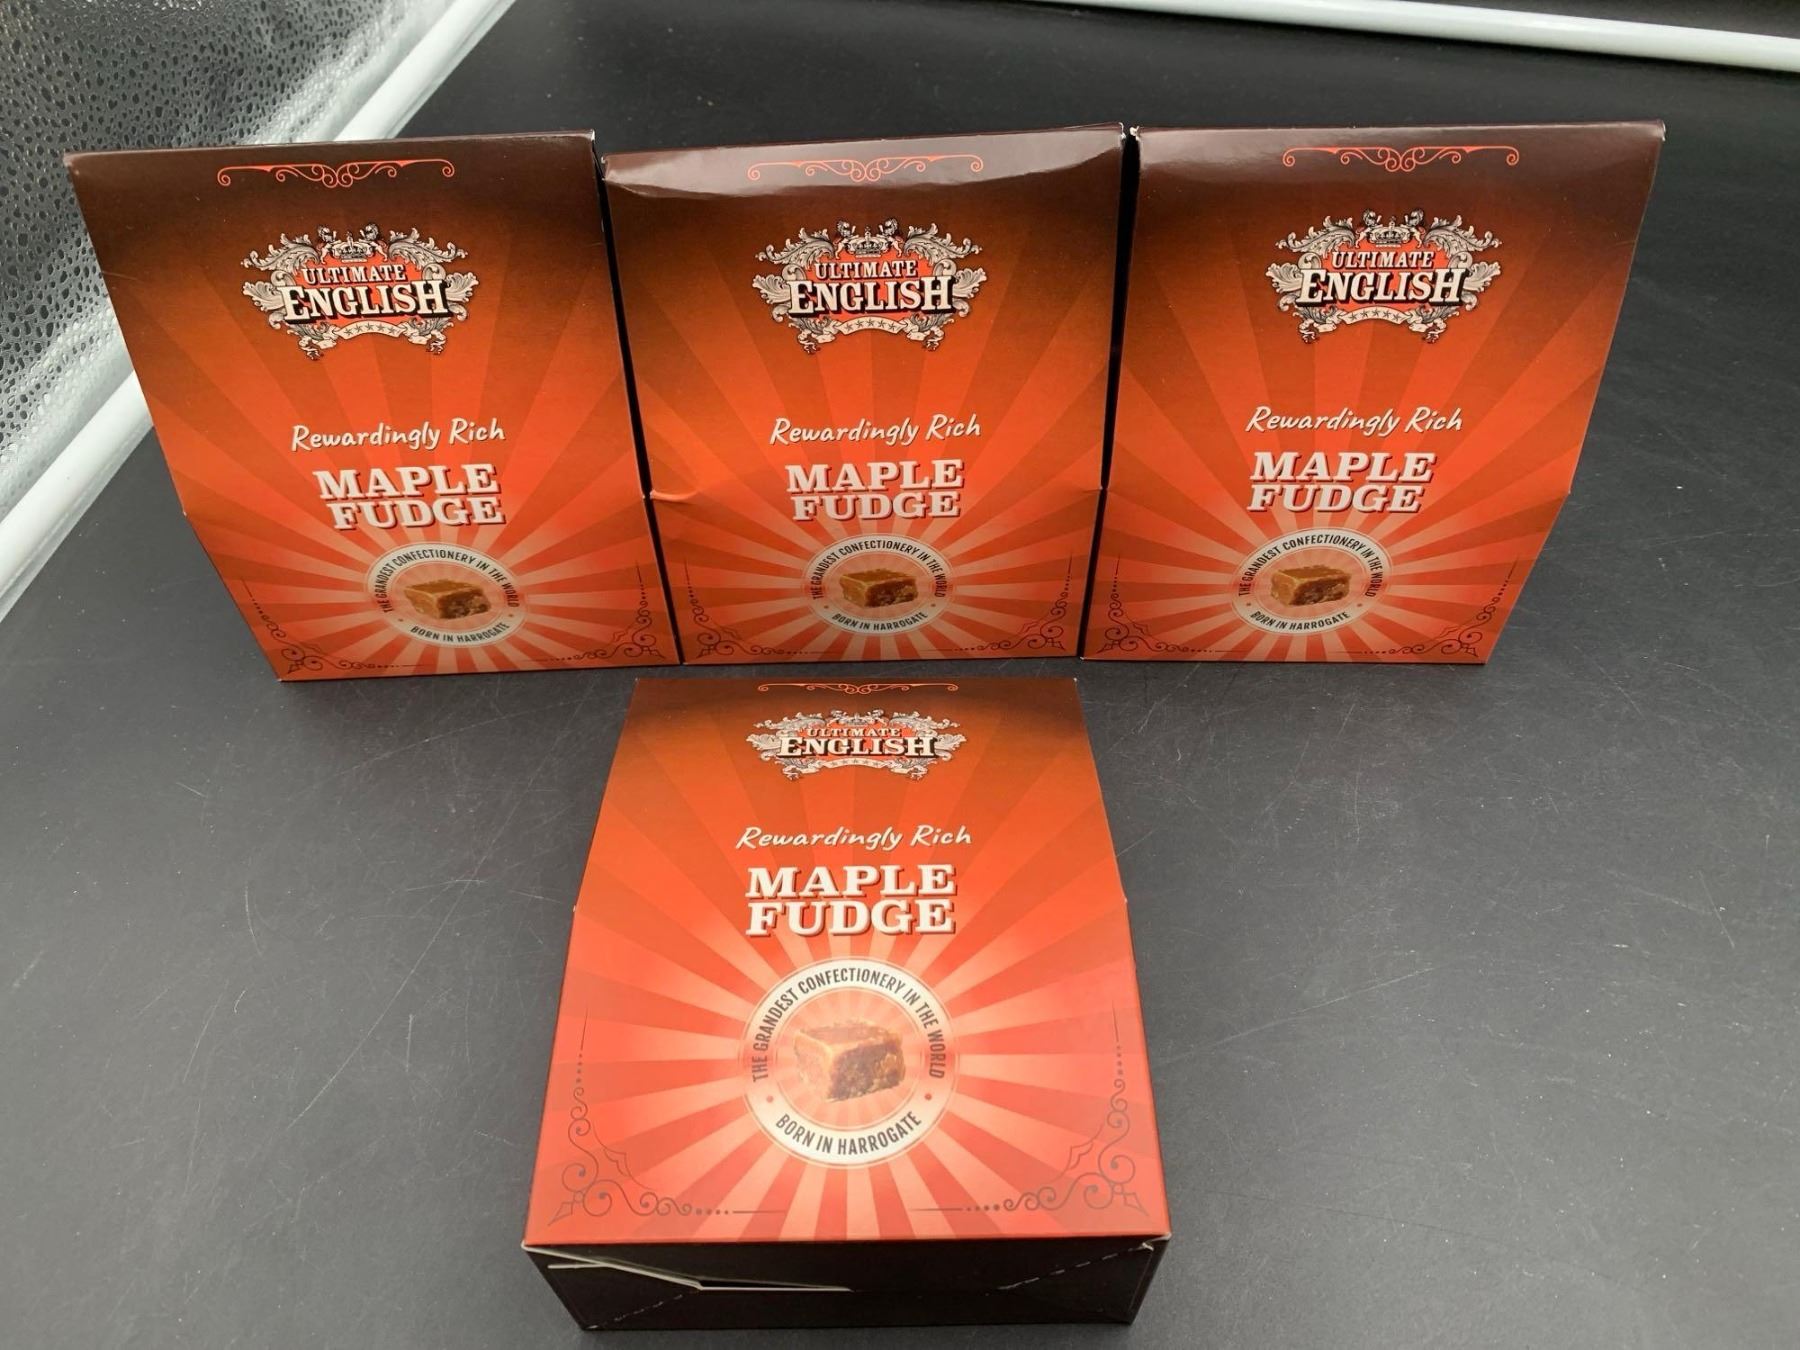 ULTIMATE
ENGLISH
Rewardingly Rich
MAPLE
FUDGE
THE GRANDEST CONFECTIONERY IN THE WORLD
BORN IN HARROGATE
ULTIMATE
ENGLISH
Rewardingly Rich
MAPLE
FUDGE
THE GRANDEST CONFECTIONERY IN THE WORLD
BORN IN HARROGATE
ULTIMATE
ENGLISH
Rewardingly Rich
MAPLE
FUDGE
THE GRANDEST CONFECTIONERY IN THE WORLD
BORN IN HARROGATE
ULTIMATE
ENGLISH
Rewardingly Rich
MAPLE
FUDGE
THE GRANDEST CONFECTIONERY IN THE WORLD
BORN IN HARROGATE